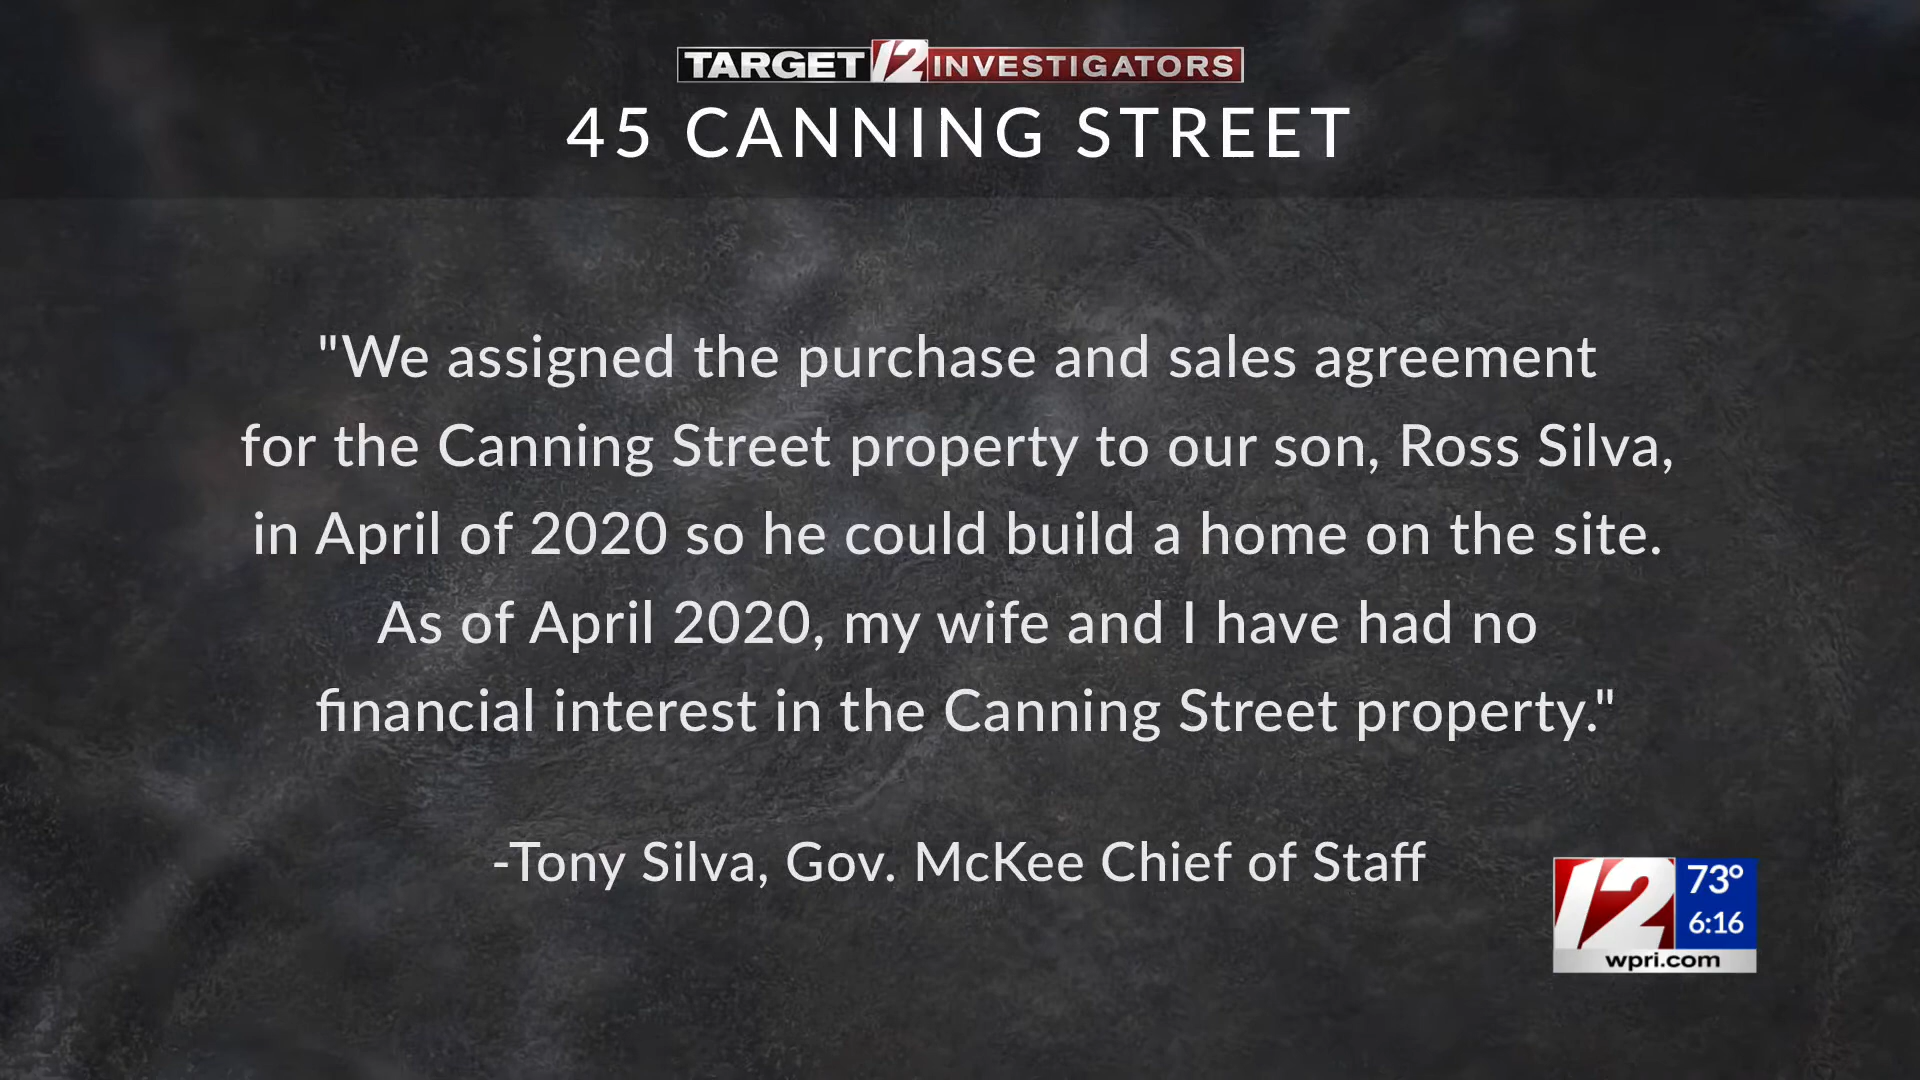 TARGET 12 INVESTIGATORS
45 CANNING STREET
"We assigned the purchase and sales agreement
for the Canning Street property to our son, Ross Silva,
in April of 2020 so he could build a home on the site.
As of April 2020, my wife and I have had no
financial interest in the Canning Street property."
-Tony Silva, Gov. McKee Chief of Staff
12
73°
6:16
wpri.com